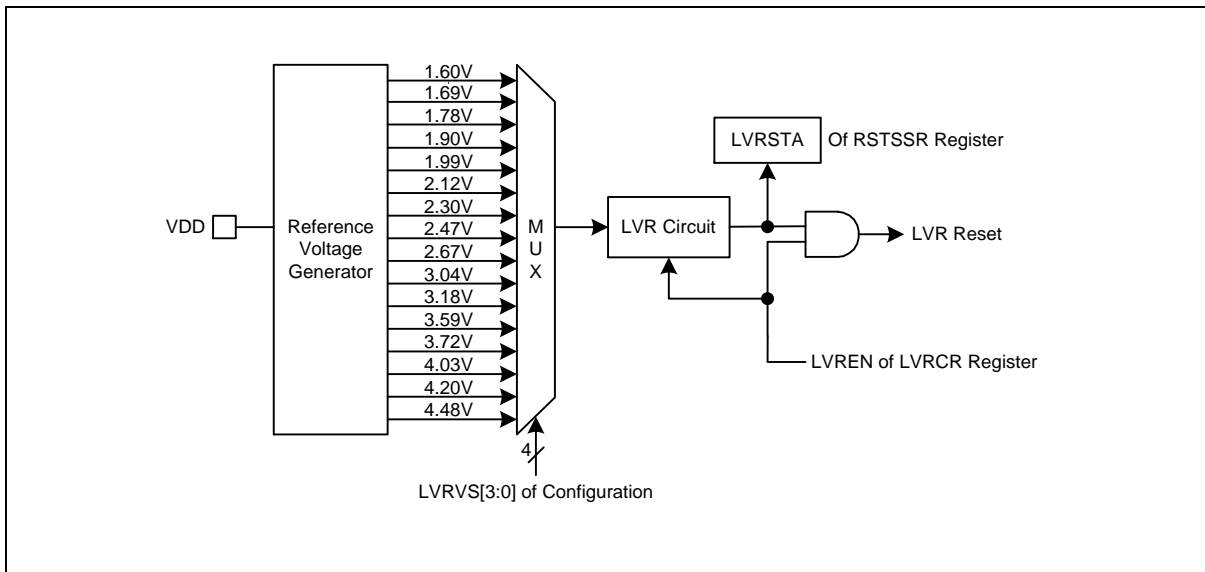 VDD
Reference
Voltage
Generator
1.60V
1.69V
1.78V
1.90V
1.99V
2.12V
2.30V
2.47V
2.67V
3.04V
3.18V
3.59V
3.72V
4.03V
4.20V
4.48V
M
U
X
4
LVRVS[3:0] of Configuration
LVR Circuit
LVRSTA
Of RSTSSR Register
LVR Reset
LVREN of LVRCR Register